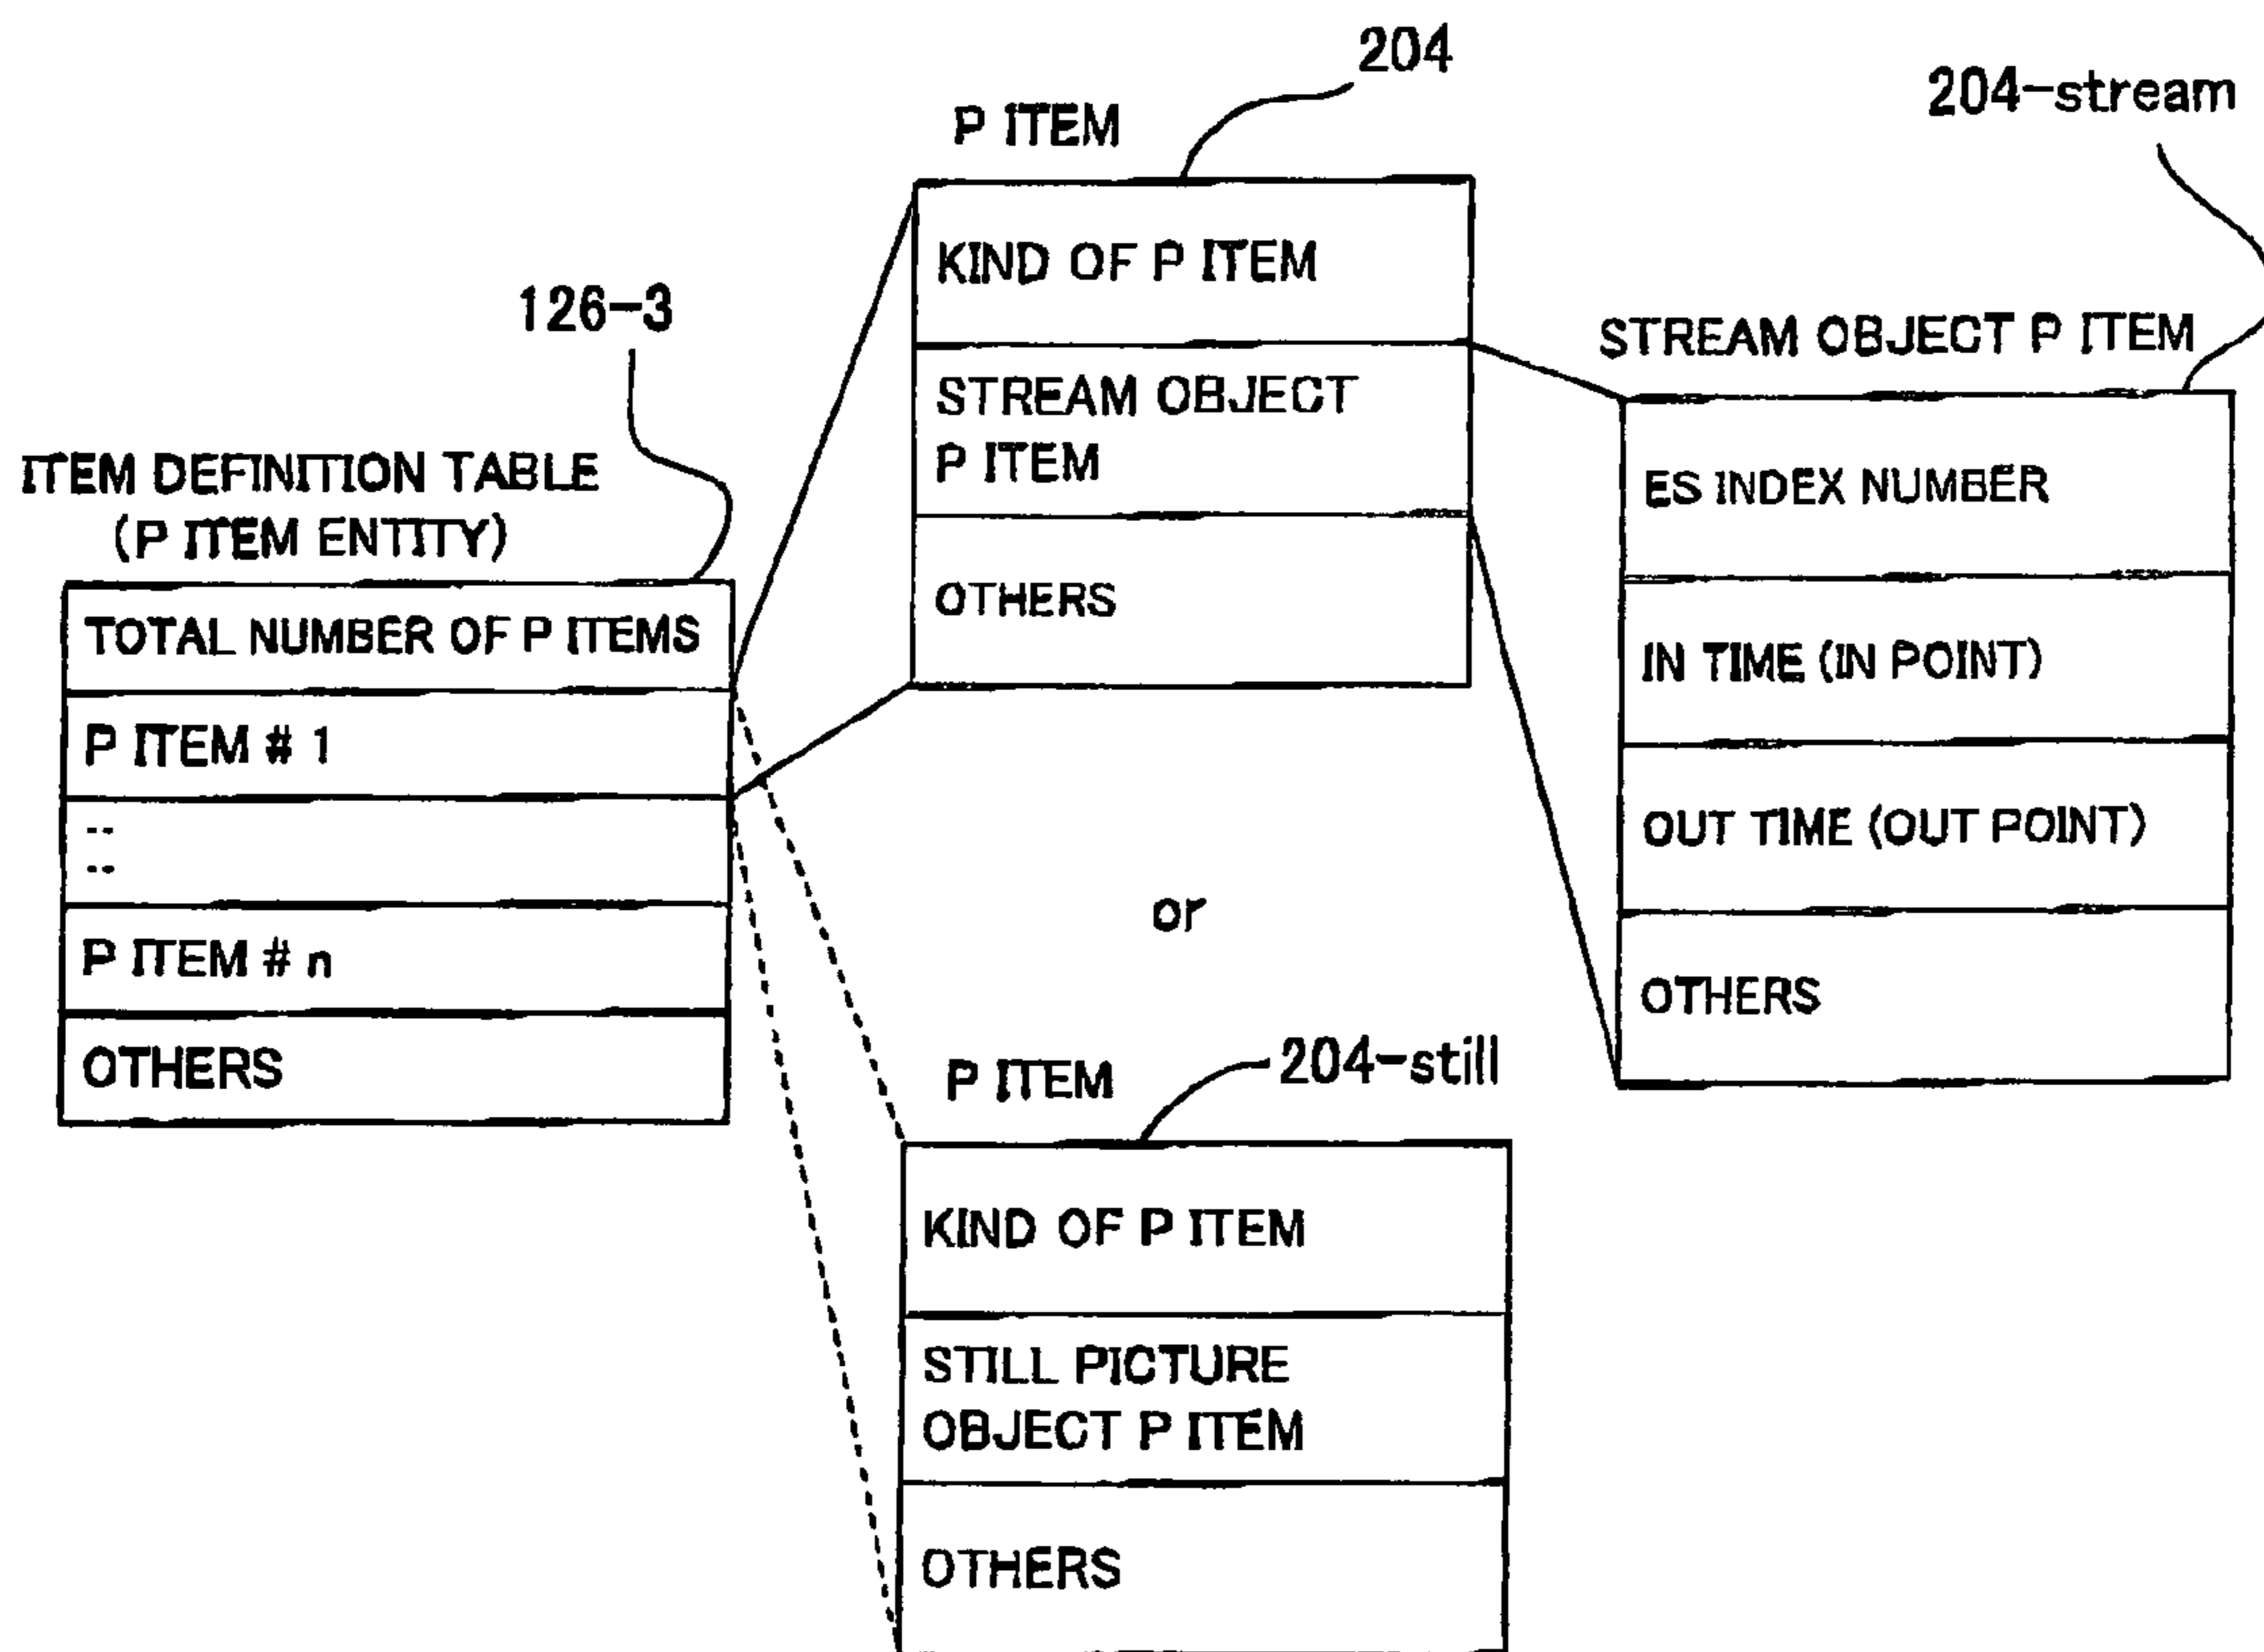 126-3
ITEM DEFINITION TABLE
(P ITEM ENTITY)
TOTAL NUMBER OF P ITEMS
P ITEM # 1
:
:
P ITEM # n
OTHERS
204
P ITEM
KIND OF P ITEM
STREAM OBJECT
P ITEM
OTHERS
or
P ITEM
204-still
KIND OF P ITEM
STILL PICTURE
OBJECT P ITEM
OTHERS
204-stream
STREAM OBJECT P ITEM
ES INDEX NUMBER
IN TIME (IN POINT)
OUT TIME (OUT POINT)
OTHERS